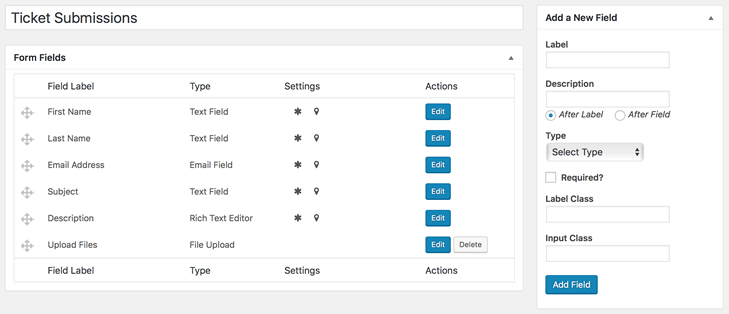 Ticket Submissions
Form Fields
Field Label Type Settings Actions
First Name Text Field Edit
Last Name Text Field Edit
Email Address Email Field Edit
Subject Text Field Edit
Description Rich Text Editor Edit
Upload Files File Upload Edit Delete
Field Label Type Settings Actions
Add a New Field
Label
Description
After Label After Field
Type
Select Type
Required?
Label Class
Input Class
Add Field